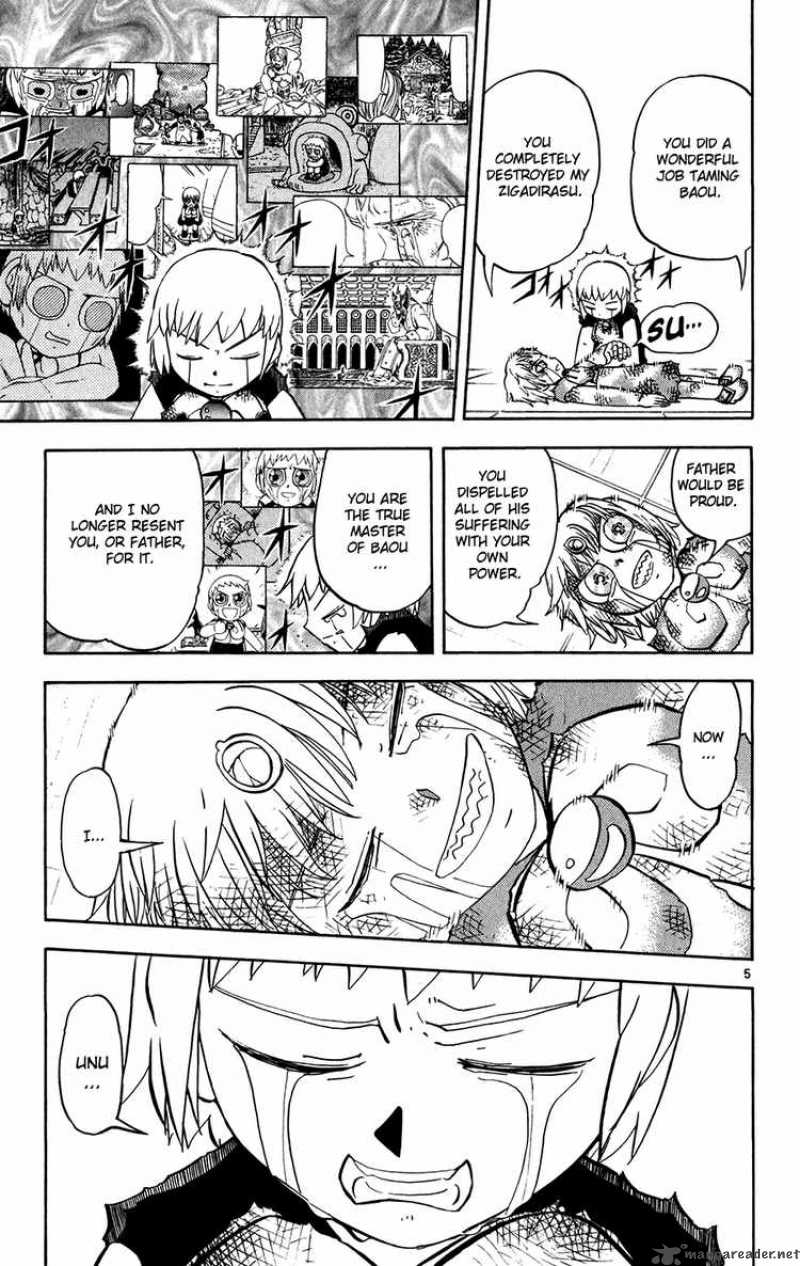 YOU DID A
WONDERFUL
JOB TAMING
BAOU.
YOU
COMPLETELY
DESTROYED MY
ZIGADIRASU.
SU...
FATHER
WOULD BE
PROUD.
YOU
DISPELLED
ALL OF HIS
SUFFERING
WITH YOUR
OWN
POWER.
YOU ARE
THE TRUE
MASTER
OF BAOU
...
AND I NO
LONGER RESENT
YOU, OR FATHER,
FOR IT.
NOW
...
I...
5
UNU
...
mangareader.net